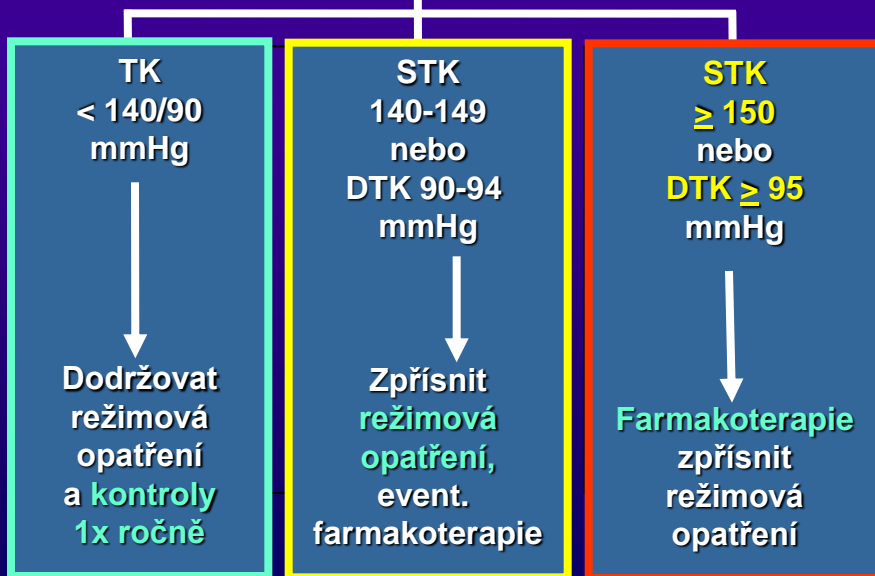 TK
< 140/90
mmHg
Dodržovat
režimová
opatření
a kontroly
1x ročně
STK
140-149
nebo
DTK 90-94
mmHg
Zpřísnit
režimová
opatření,
event.
farmakoterapie
STK
≥ 150
nebo
DTK ≥ 95
mmHg
Farmakoterapie
zpřísnit
režimová
opatření